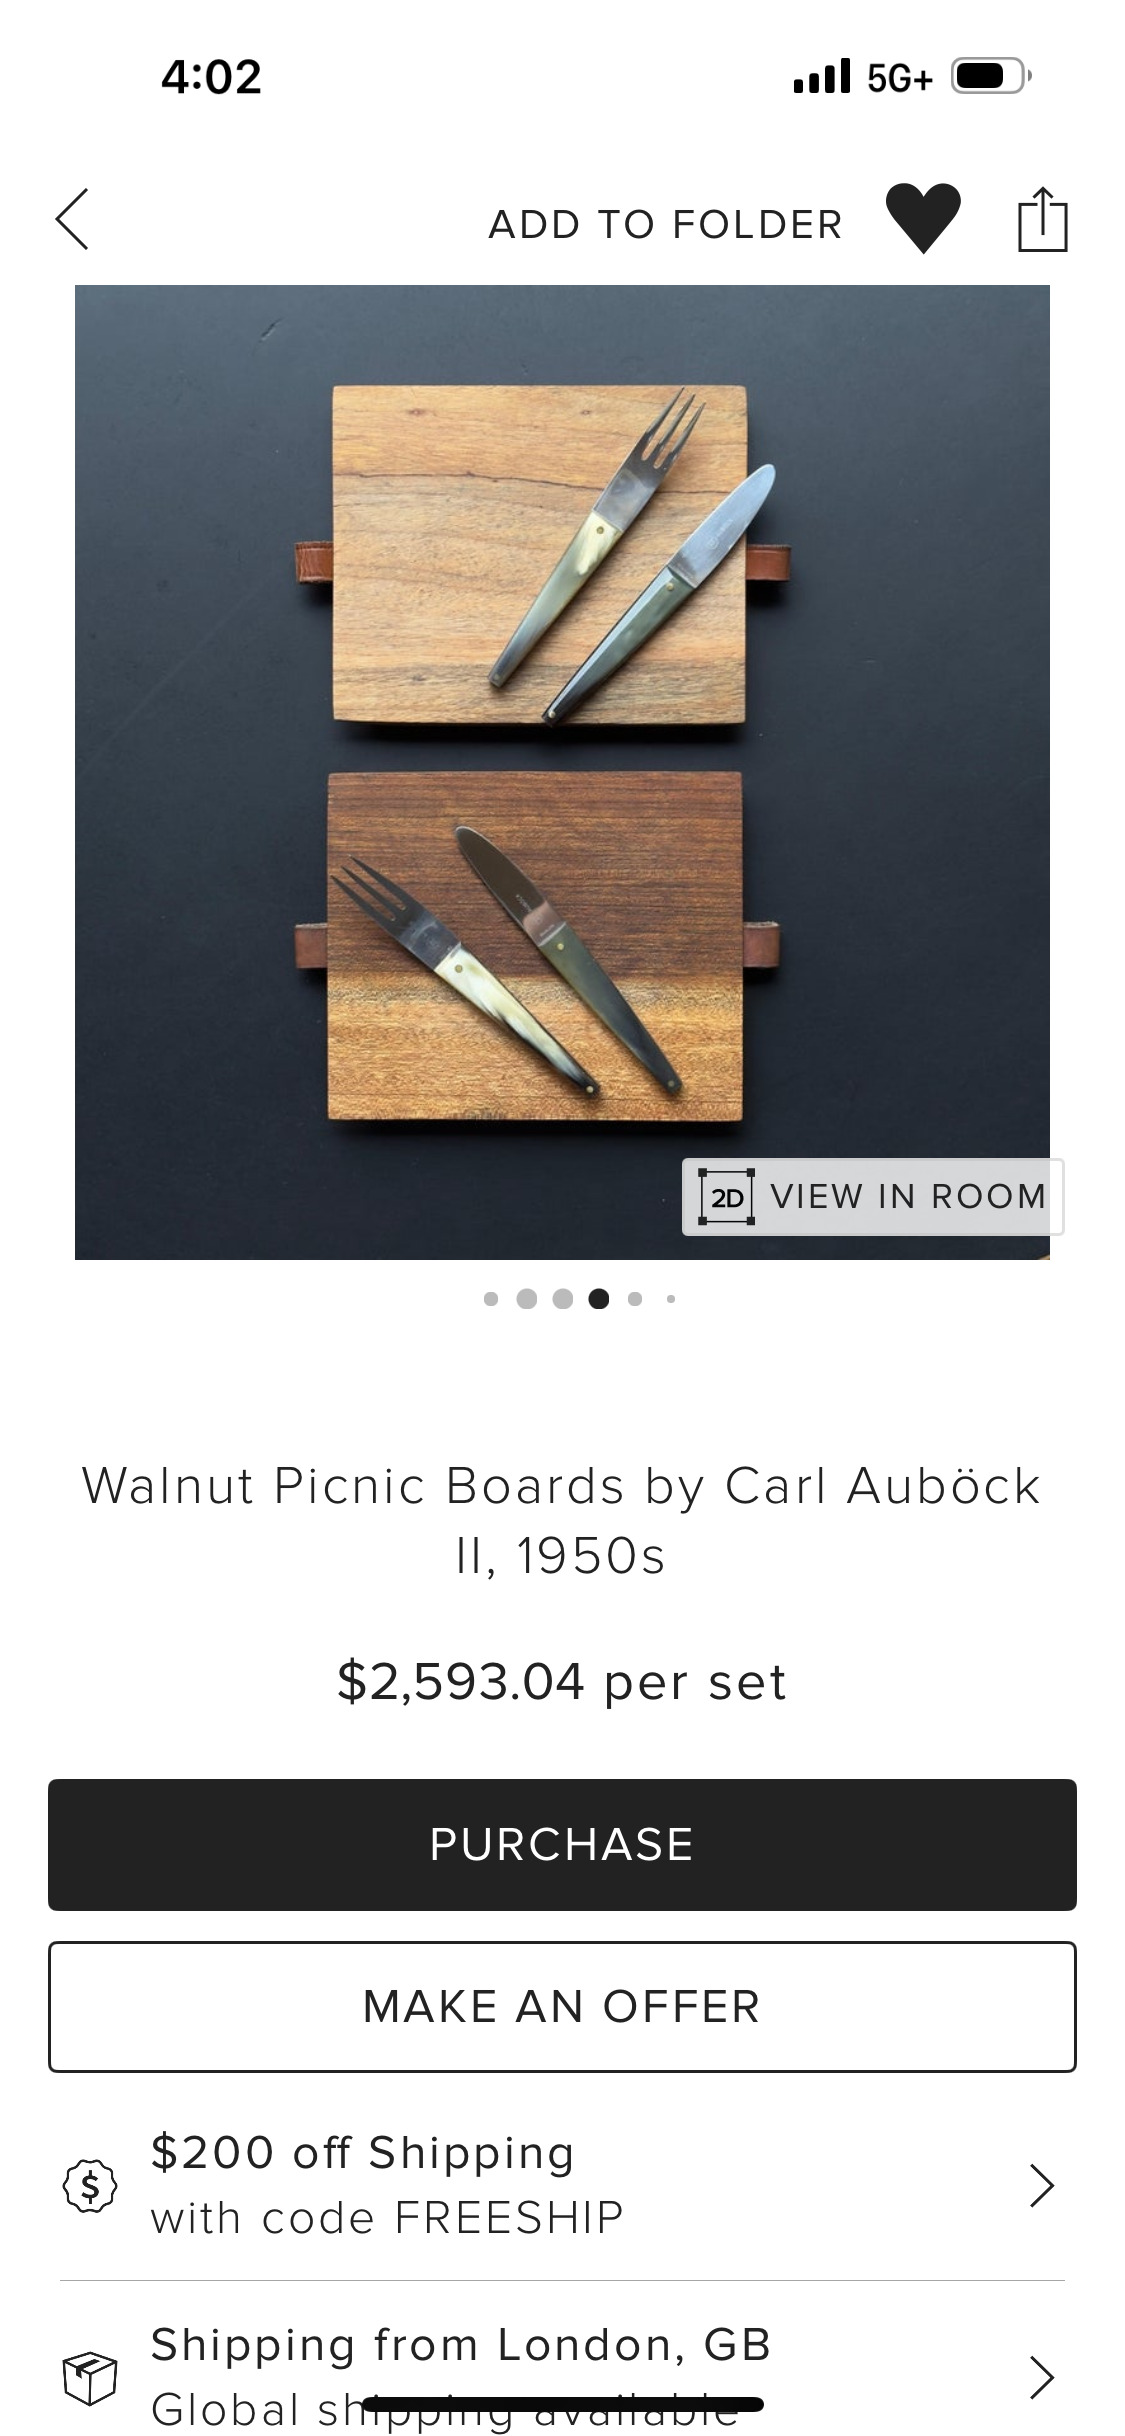 4:02
5G+
ADD TO FOLDER
2D VIEW IN ROOM
Walnut Picnic Boards by Carl Auböck
II, 1950s
$2,593.04 per set
PURCHASE
MAKE AN OFFER
$200 off Shipping
with code FREESHIP
Shipping from London, GB
Global shipping available